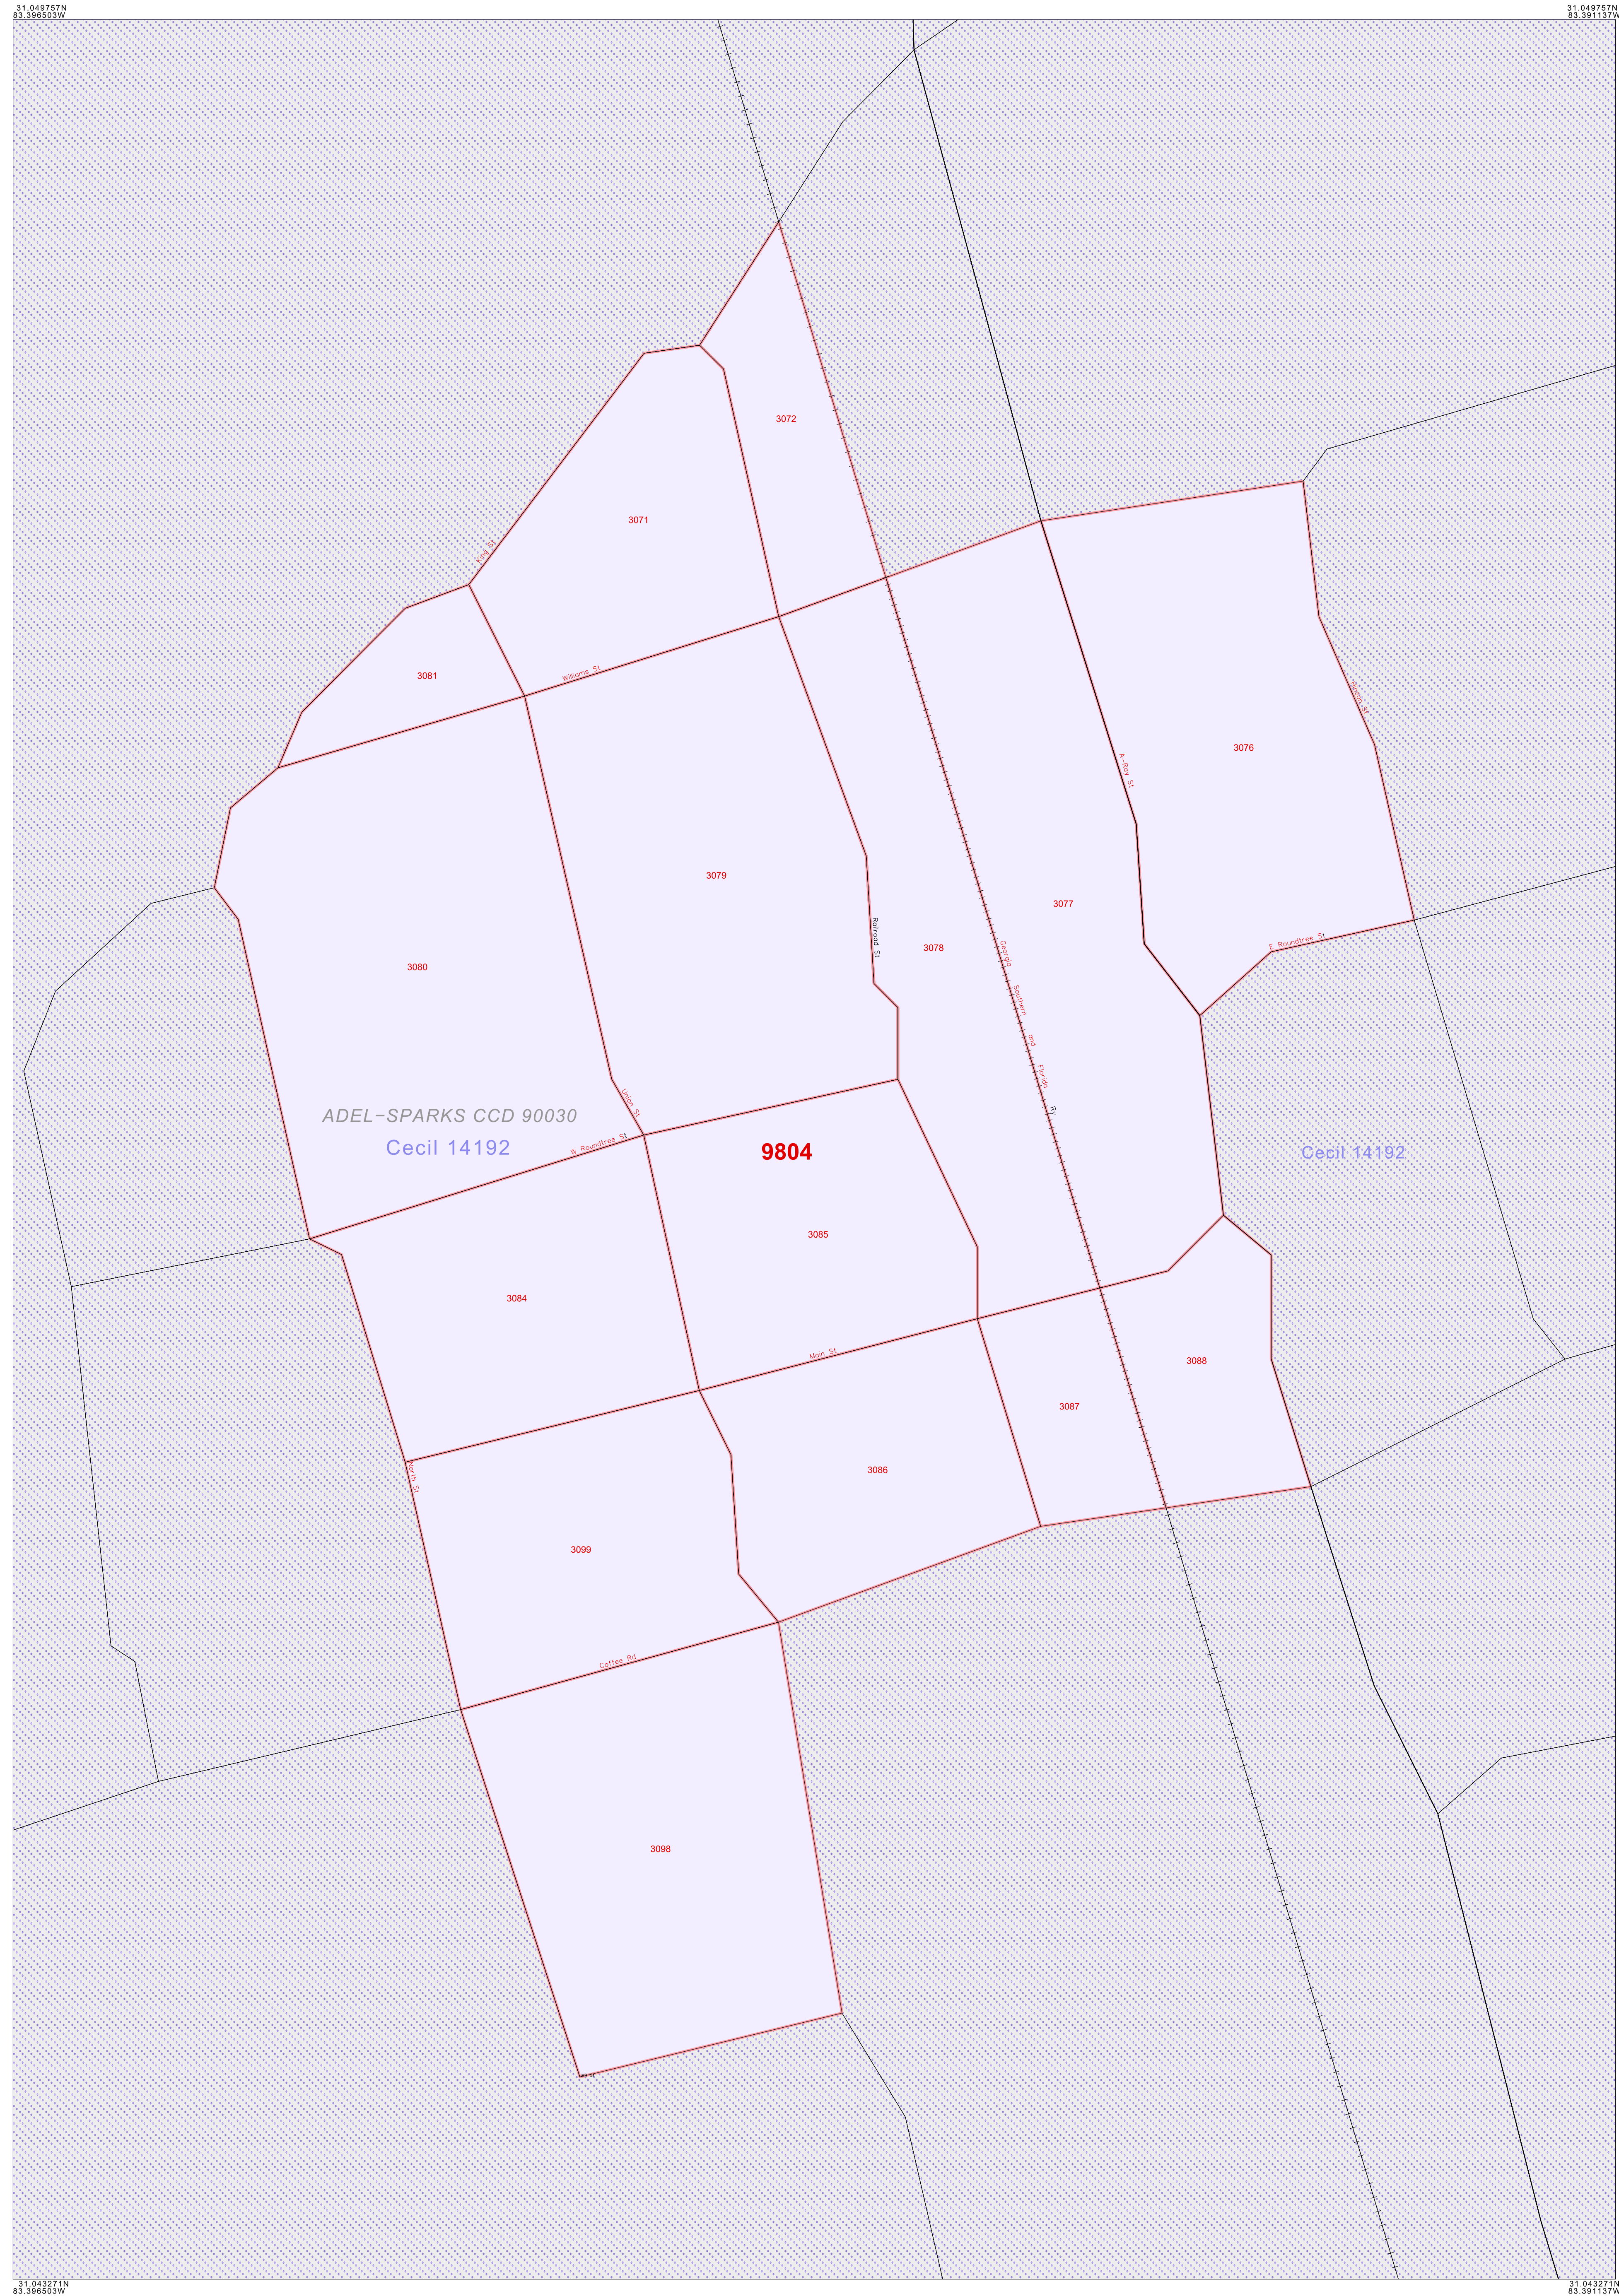 31.049757N
83.396503W
31.049757N
83.391137W
3072
3071
King St
3081
Williams St
3076
A-Ray St
3079
3077
Railroad St
3078
E Roundtree St
3080
Georgia Southern and Florida Ry
Union St
ADEL-SPARKS CCD 90030
W Roundtree St
Cecil 14192
9804
Cecil 14192
3085
3084
Main St
3088
3087
North St
3086
3099
Coffee Rd
3098
31.043271N
83.396503W
31.043271N
83.391137W